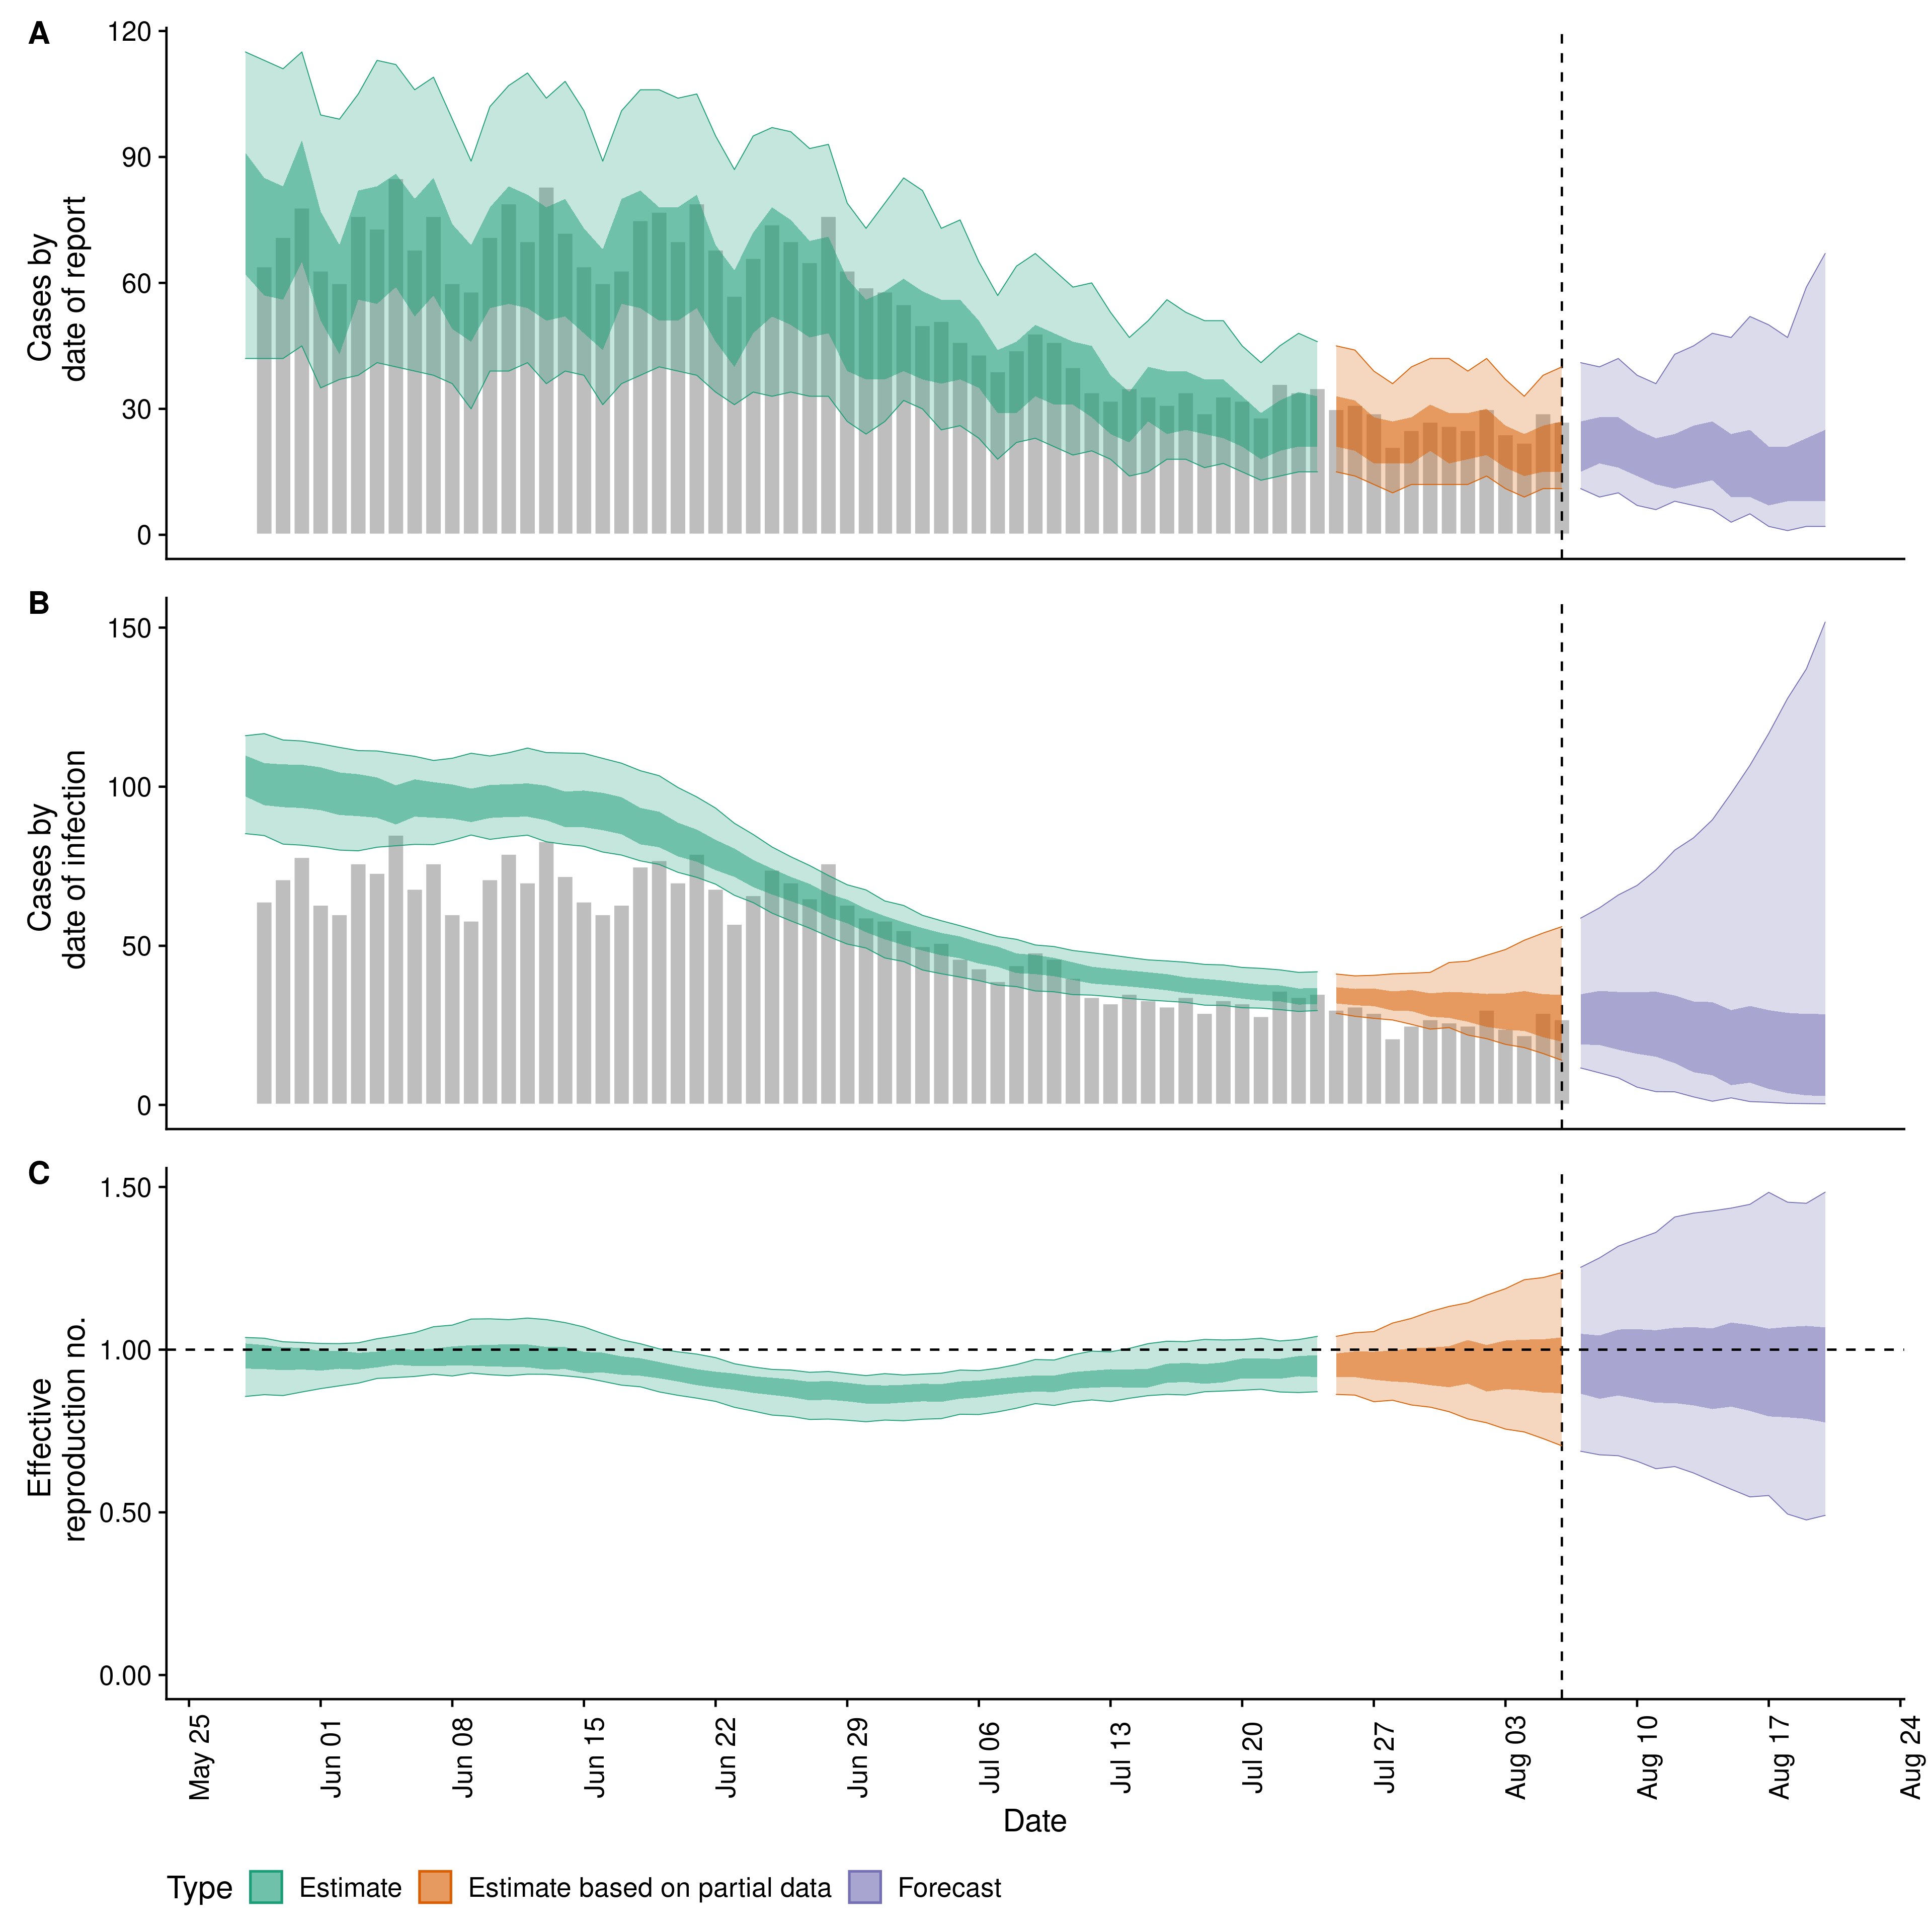 A
120
90
60
30
0
Cases by
date of report
B
150
100
50
0
Cases by
date of infection
C
1.50
1.00
0.50
0.00
Effective
reproduction no.
May 25
Jun 01
Jun 08
Jun 15
Jun 22
Jun 29
Jul 06
Jul 13
Jul 20
Jul 27
Aug 03
Aug 10
Aug 17
Aug 24
Date
Type Estimate Estimate based on partial data Forecast